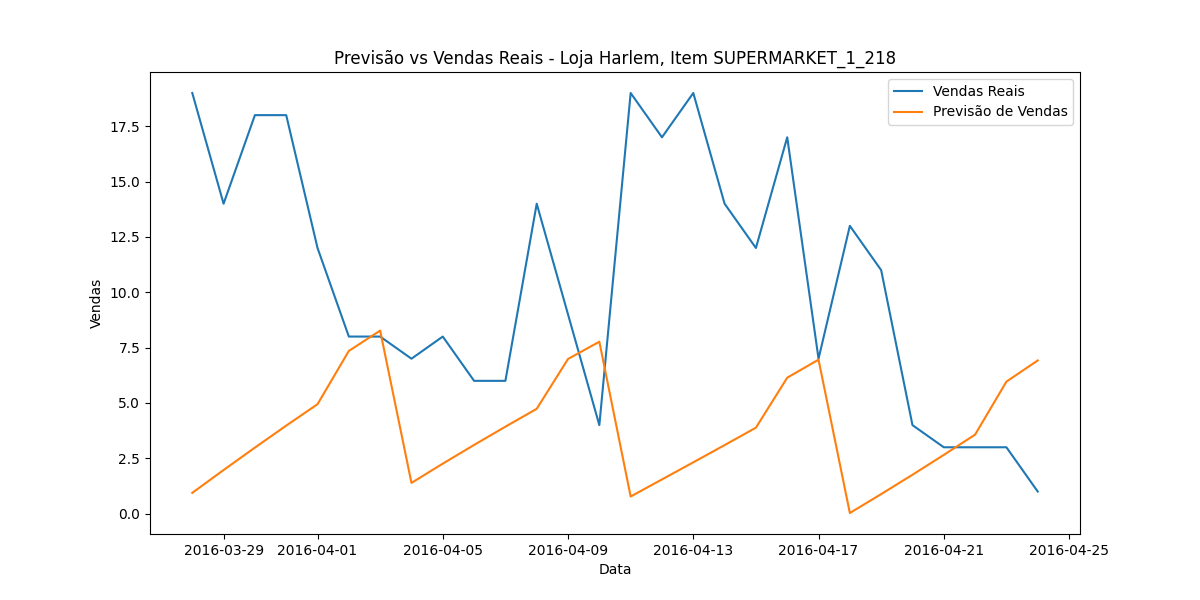 Previsão vs Vendas Reais - Loja Harlem, Item SUPERMARKET_1_218
Vendas Reais
Previsão de Vendas
17.5
15.0
12.5
10.0
7.5
5.0
2.5
0.0
Vendas
2016-03-29 2016-04-01 2016-04-05 2016-04-09 2016-04-13 2016-04-17 2016-04-21 2016-04-25
Data